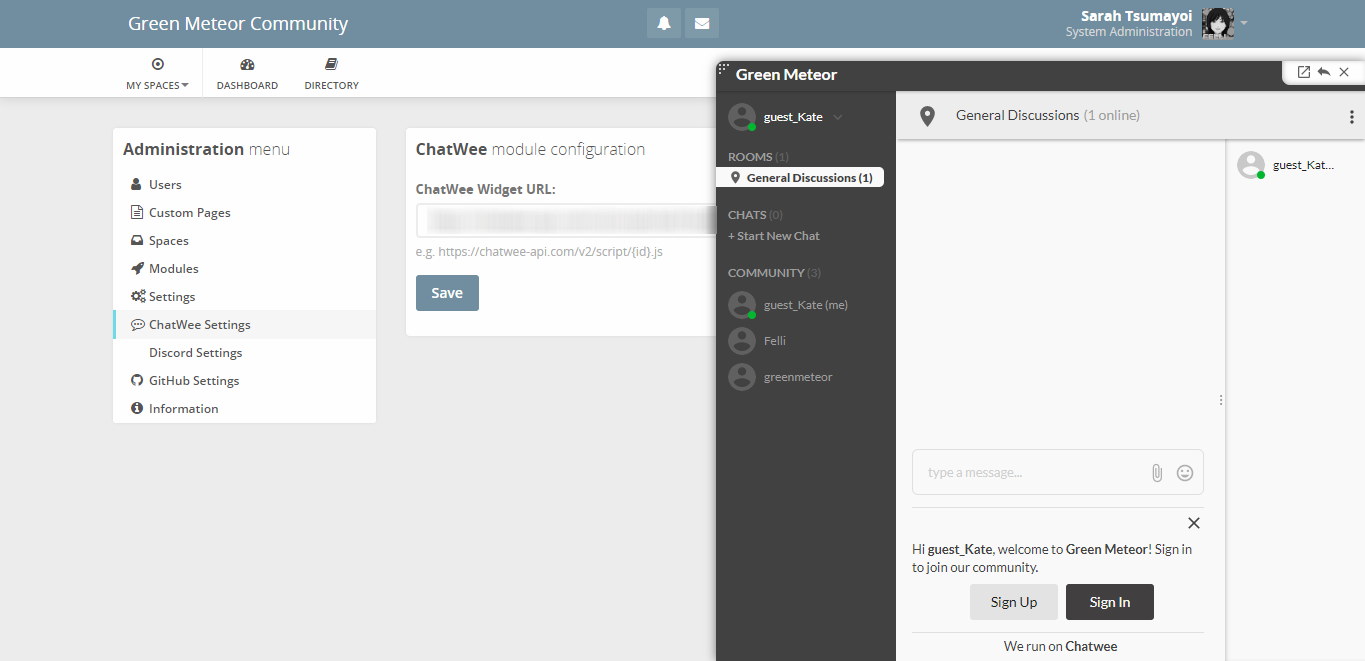 Green Meteor Community
Sarah Tsumayoi
System Administration
MY SPACES
DASHBOARD
DIRECTORY
Administration menu
Users
Custom Pages
Spaces
Modules
Settings
ChatWee Settings
Discord Settings
GitHub Settings
Information
ChatWee module configuration
ChatWee Widget URL:
e.g. https://chatwee-api.com/v2/script/{id}.js
Save
Green Meteor
guest_Kate
ROOMS (1)
General Discussions (1)
CHATS (0)
+ Start New Chat
COMMUNITY (3)
guest_Kate (me)
Felli
greenmeteor
General Discussions (1 online)
guest_Kat...
type a message...
Hi guest_Kate, welcome to Green Meteor! Sign in
to join our community.
Sign Up
Sign In
We run on Chatwee